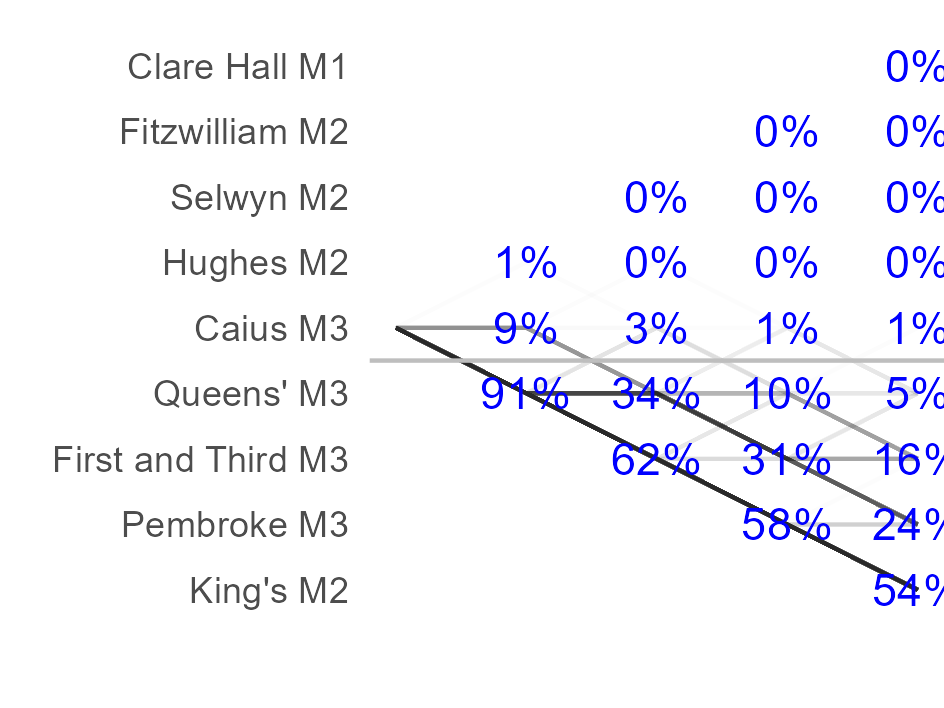 Clare Hall M1 0%
Fitzwilliam M2 0% 0%
Selwyn M2 0% 0% 0%
Hughes M2 1% 0% 0% 0%
Caius M3 9% 3% 1% 1%
Queens' M3 91% 34% 10% 5%
First and Third M3 62% 31% 16%
Pembroke M3 58% 24%
King's M2 54%